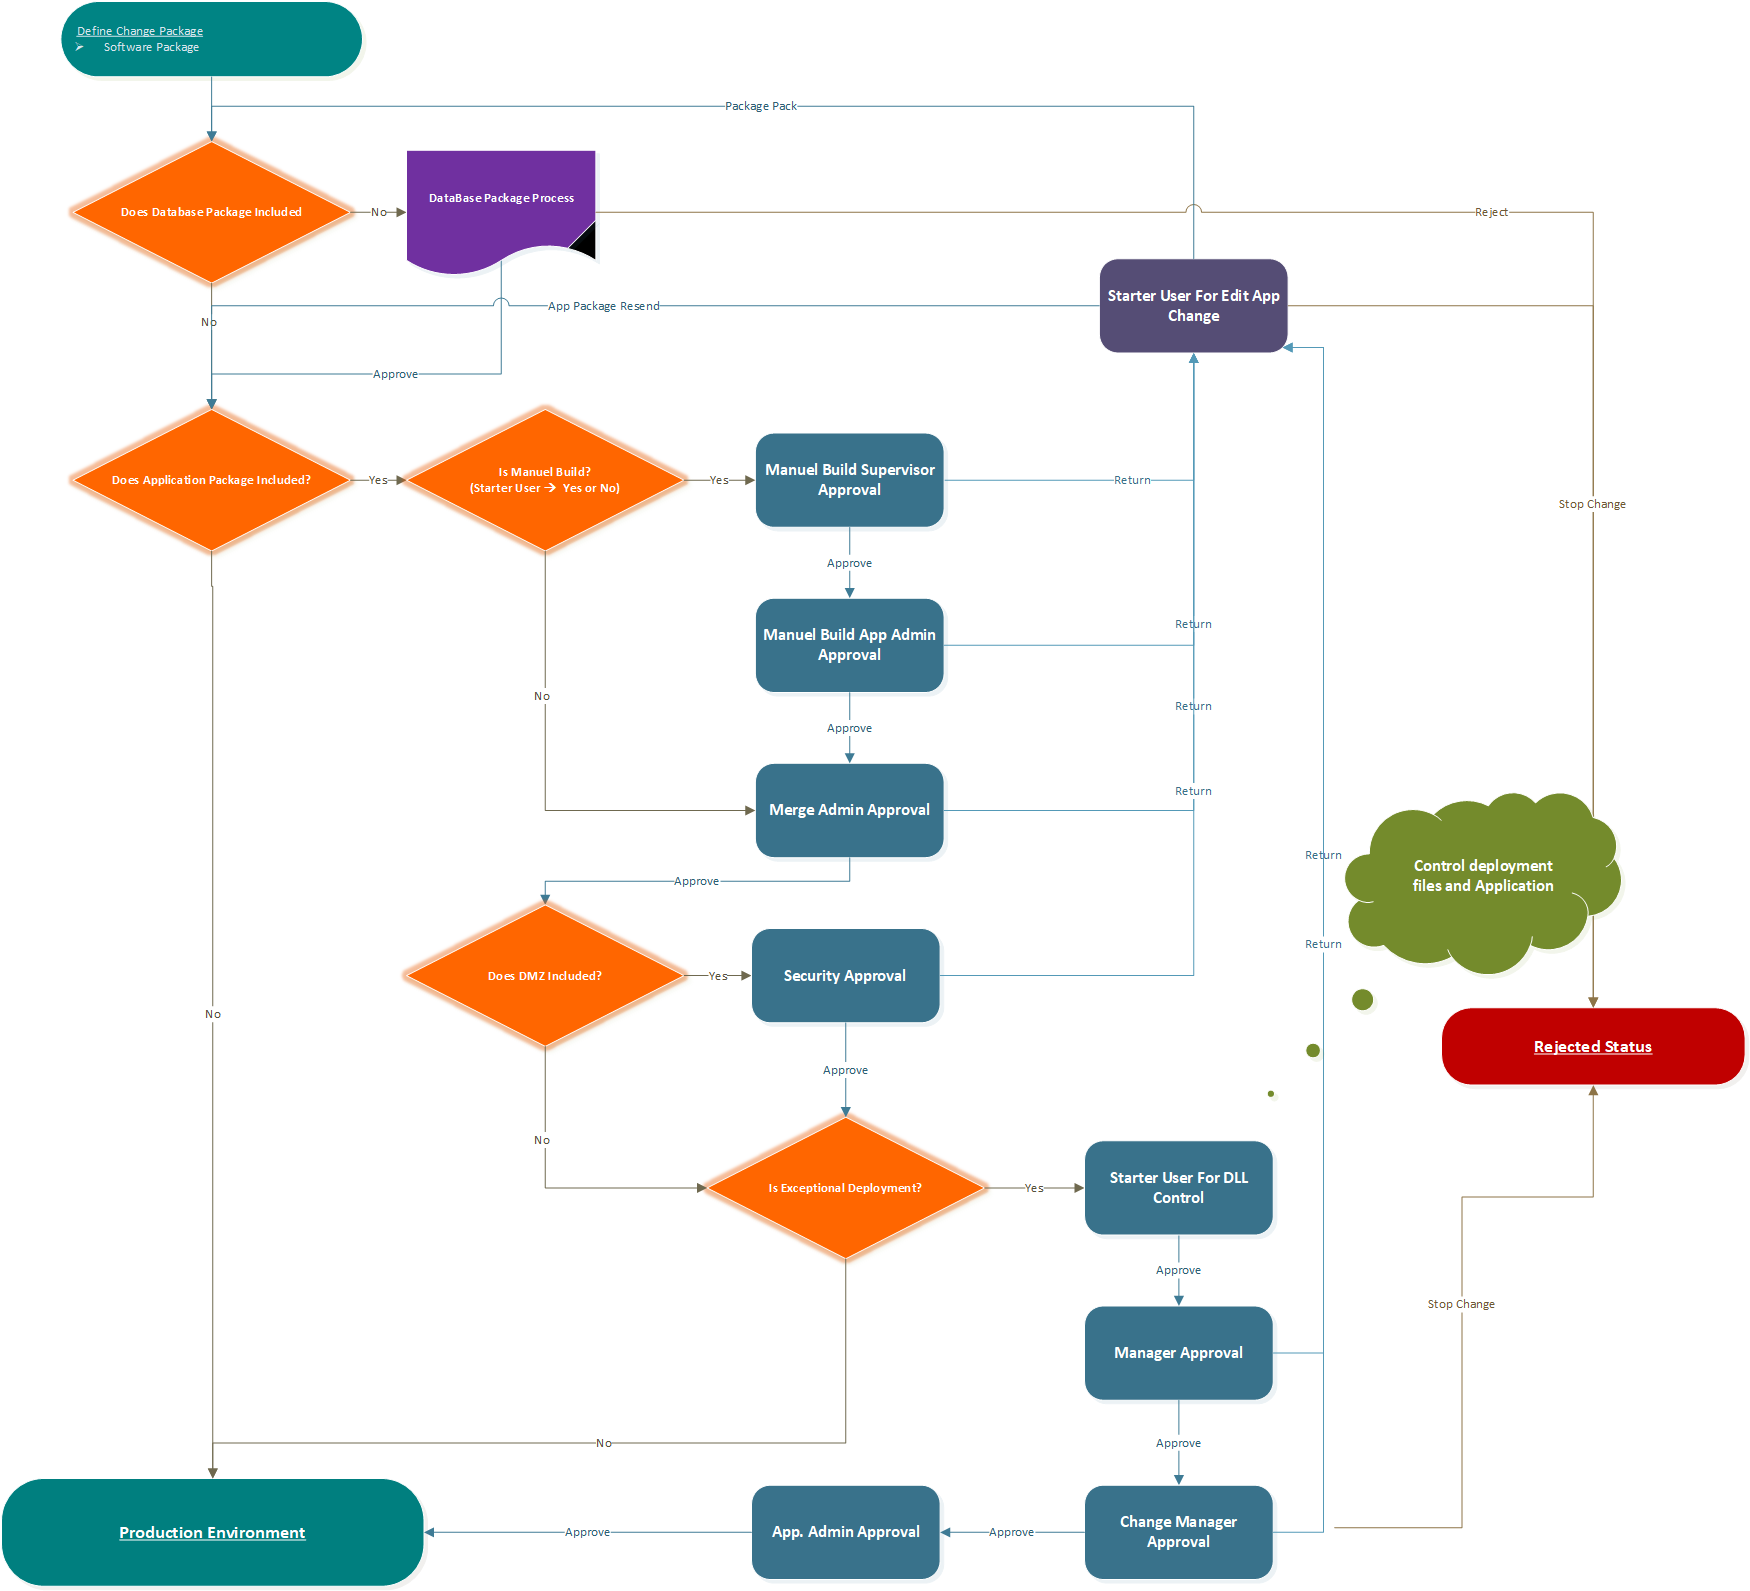 Define Change Package
➢ Software Package
Package Pack
Does Database Package Included
No
DataBase Package Process
Reject
Starter User For Edit App
Change
No
App Package Resend
Approve
Does Application Package Included?
Yes
Is Manuel Build?
(Starter User → Yes or No)
Yes
Manuel Build Supervisor
Approval
Return
Stop Change
Approve
Manuel Build App Admin
Approval
Return
No
Return
Approve
Return
Merge Admin Approval
Return
Control deployment
files and Application
Approve
Return
Does DMZ Included?
Yes
Security Approval
No
Rejected Status
Approve
No
Is Exceptional Deployment?
Yes
Starter User For DLL
Control
Approve
Stop Change
Manager Approval
No
Approve
Production Environment
Approve
App. Admin Approval
Approve
Change Manager
Approval